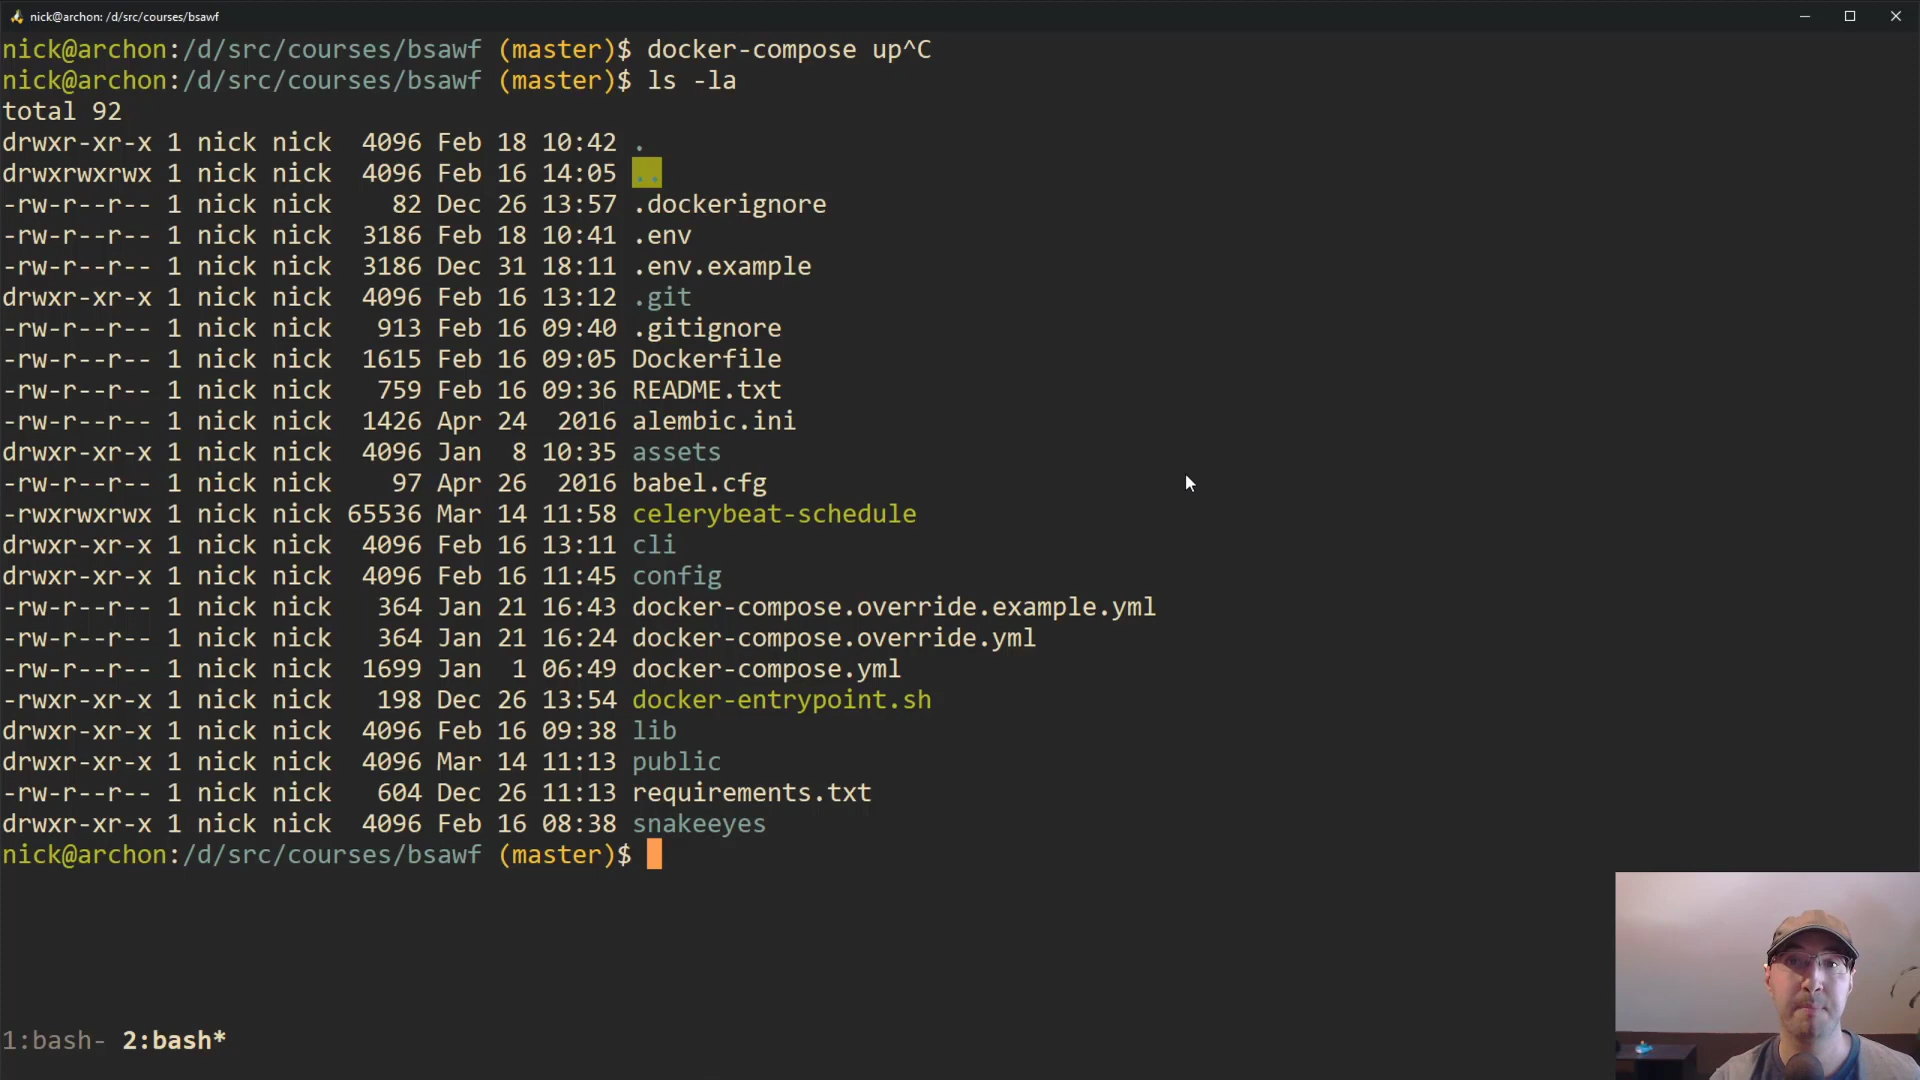 nick@archon: /d/src/courses/bsawf
nick@archon:/d/src/courses/bsawf (master)$ docker-compose up^C
nick@archon:/d/src/courses/bsawf (master)$ ls -la
total 92
drwxr-xr-x 1 nick nick  4096 Feb 18 10:42 .
drwxrwxrwx 1 nick nick  4096 Feb 16 14:05 ..
-rw-r--r-- 1 nick nick    82 Dec 26 13:57 .dockerignore
-rw-r--r-- 1 nick nick  3186 Feb 18 10:41 .env
-rw-r--r-- 1 nick nick  3186 Dec 31 18:11 .env.example
drwxr-xr-x 1 nick nick  4096 Feb 16 13:12 .git
-rw-r--r-- 1 nick nick   913 Feb 16 09:40 .gitignore
-rw-r--r-- 1 nick nick  1615 Feb 16 09:05 Dockerfile
-rw-r--r-- 1 nick nick   759 Feb 16 09:36 README.txt
-rw-r--r-- 1 nick nick  1426 Apr 24  2016 alembic.ini
drwxr-xr-x 1 nick nick  4096 Jan  8 10:35 assets
-rw-r--r-- 1 nick nick    97 Apr 26  2016 babel.cfg
-rwxrwxrwx 1 nick nick 65536 Mar 14 11:58 celerybeat-schedule
drwxr-xr-x 1 nick nick  4096 Feb 16 13:11 cli
drwxr-xr-x 1 nick nick  4096 Feb 16 11:45 config
-rw-r--r-- 1 nick nick   364 Jan 21 16:43 docker-compose.override.example.yml
-rw-r--r-- 1 nick nick   364 Jan 21 16:24 docker-compose.override.yml
-rw-r--r-- 1 nick nick  1699 Jan  1 06:49 docker-compose.yml
-rwxr-xr-x 1 nick nick   198 Dec 26 13:54 docker-entrypoint.sh
drwxr-xr-x 1 nick nick  4096 Feb 16 09:38 lib
drwxr-xr-x 1 nick nick  4096 Mar 14 11:13 public
-rw-r--r-- 1 nick nick   604 Dec 26 11:13 requirements.txt
drwxr-xr-x 1 nick nick  4096 Feb 16 08:38 snakeeyes
nick@archon:/d/src/courses/bsawf (master)$
1:bash- 2:bash*